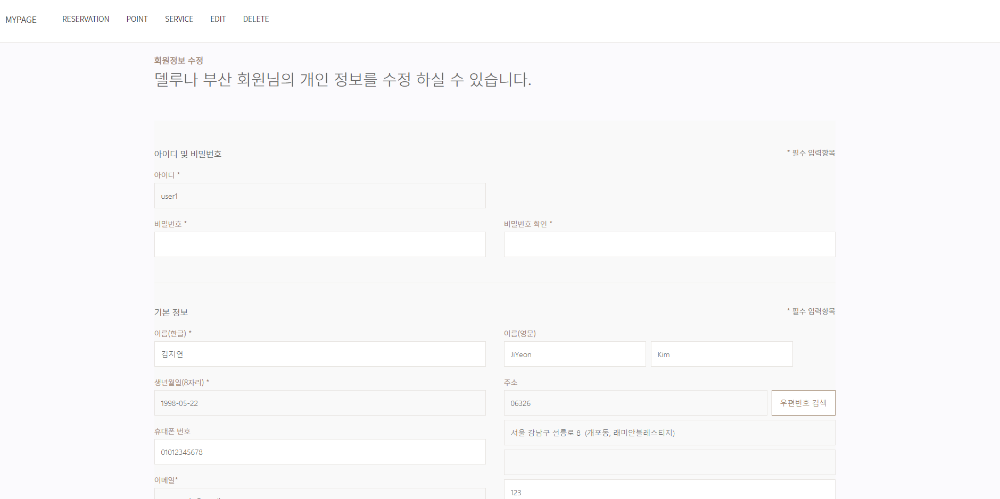 MYPAGE RESERVATION POINT SERVICE EDIT DELETE
회원정보 수정
델루나 부산 회원님의 개인 정보를 수정 하실 수 있습니다.
아이디 및 비밀번호 * 필수 입력항목
아이디 *
user1
비밀번호 * 비밀번호 확인 *
기본 정보 * 필수 입력항목
이름(한글) * 이름(영문)
김지연 JiYeon Kim
생년월일(8자리) * 주소
1998-05-22 06326 우편번호 검색
휴대폰 번호 서울 강남구 선릉로 8 (개포동, 래미안블레스티지)
01012345678
이메일*
123